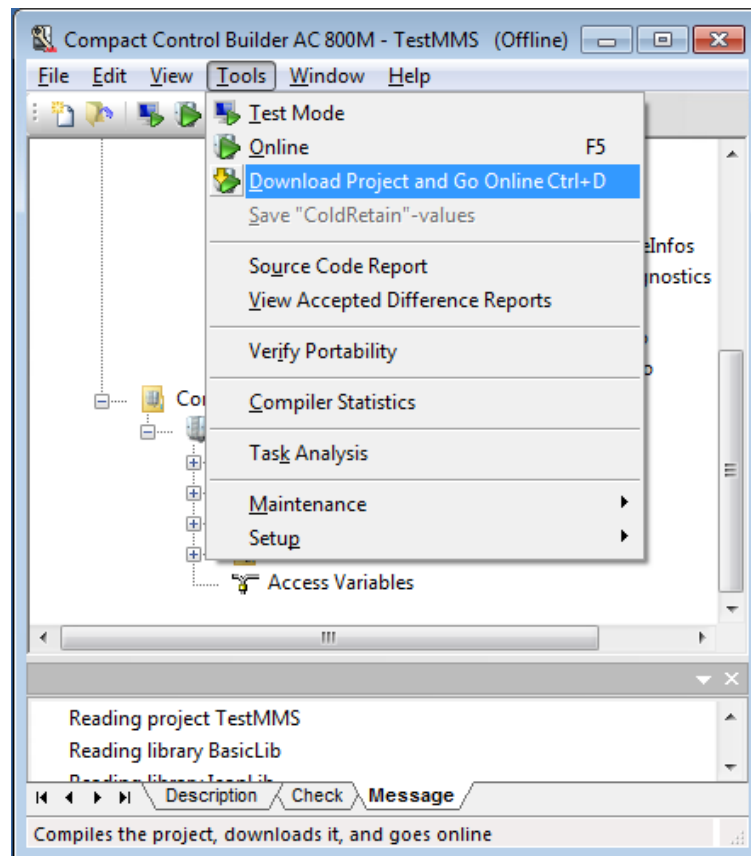 Compact Control Builder AC 800M - TestMMS (Offline)
File Edit View Tools Window Help
Test Mode
Online F5
Download Project and Go Online Ctrl+D
Save "ColdRetain"-values
eInfos
Source Code Report
gnostics
View Accepted Difference Reports
Verify Portability
Co
Compiler Statistics
Task Analysis
Maintenance
Setup
Access Variables
Reading project TestMMS
Reading library BasicLib
Reading library IconLib
Description Check Message
Compiles the project, downloads it, and goes online